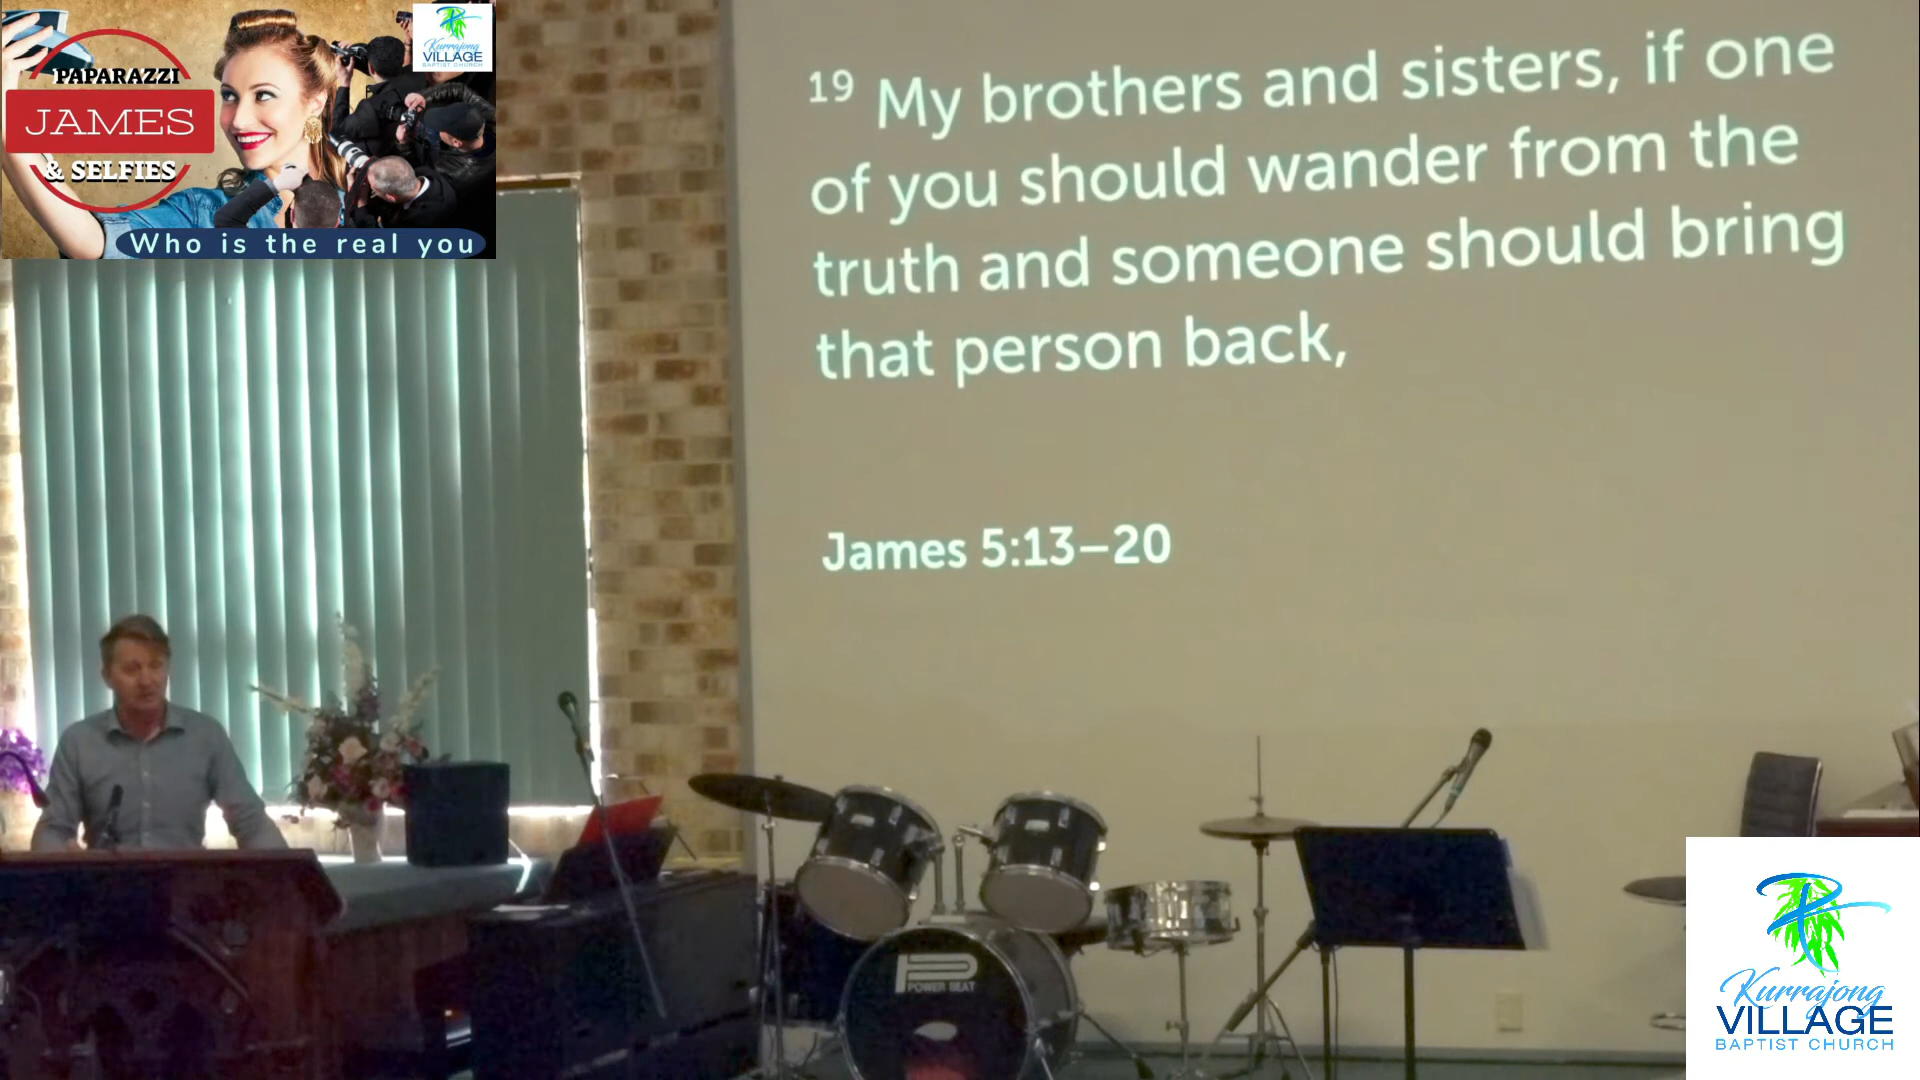 PAPARAZZI
JAMES
& SELFIES
Who is the real you
Kurrajong
VILLAGE
BAPTIST CHURCH
19 My brothers and sisters, if one
of you should wander from the
truth and someone should bring
that person back,
James 5:13–20
POWER BEAT
Kurrajong
VILLAGE
BAPTIST CHURCH